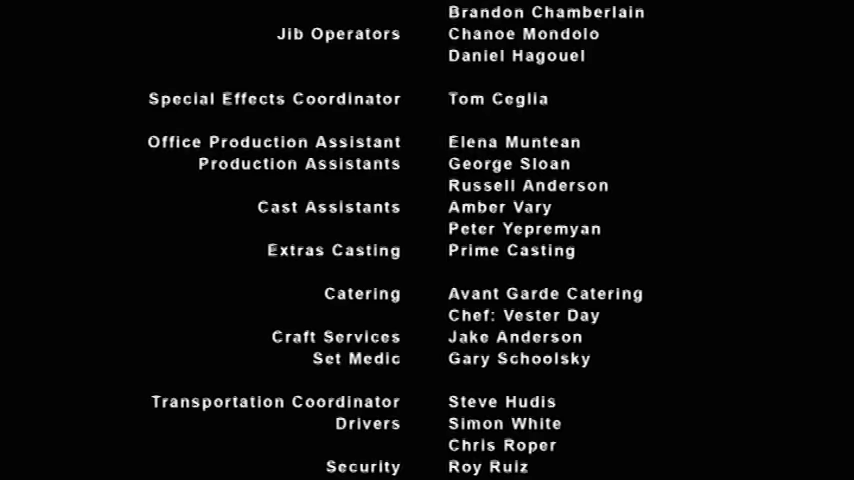 Brandon Chamberlain
Jib Operators Chanoe Mondolo
Daniel Hagouel
Special Effects Coordinator Tom Ceglia
Office Production Assistant Elena Muntean
Production Assistants George Sloan
Russell Anderson
Cast Assistants Amber Vary
Peter Yepremyan
Extras Casting Prime Casting
Catering Avant Garde Catering
Chef: Vester Day
Craft Services Jake Anderson
Set Medic Gary Schoolsky
Transportation Coordinator Steve Hudis
Drivers Simon White
Chris Roper
Security Roy Ruiz